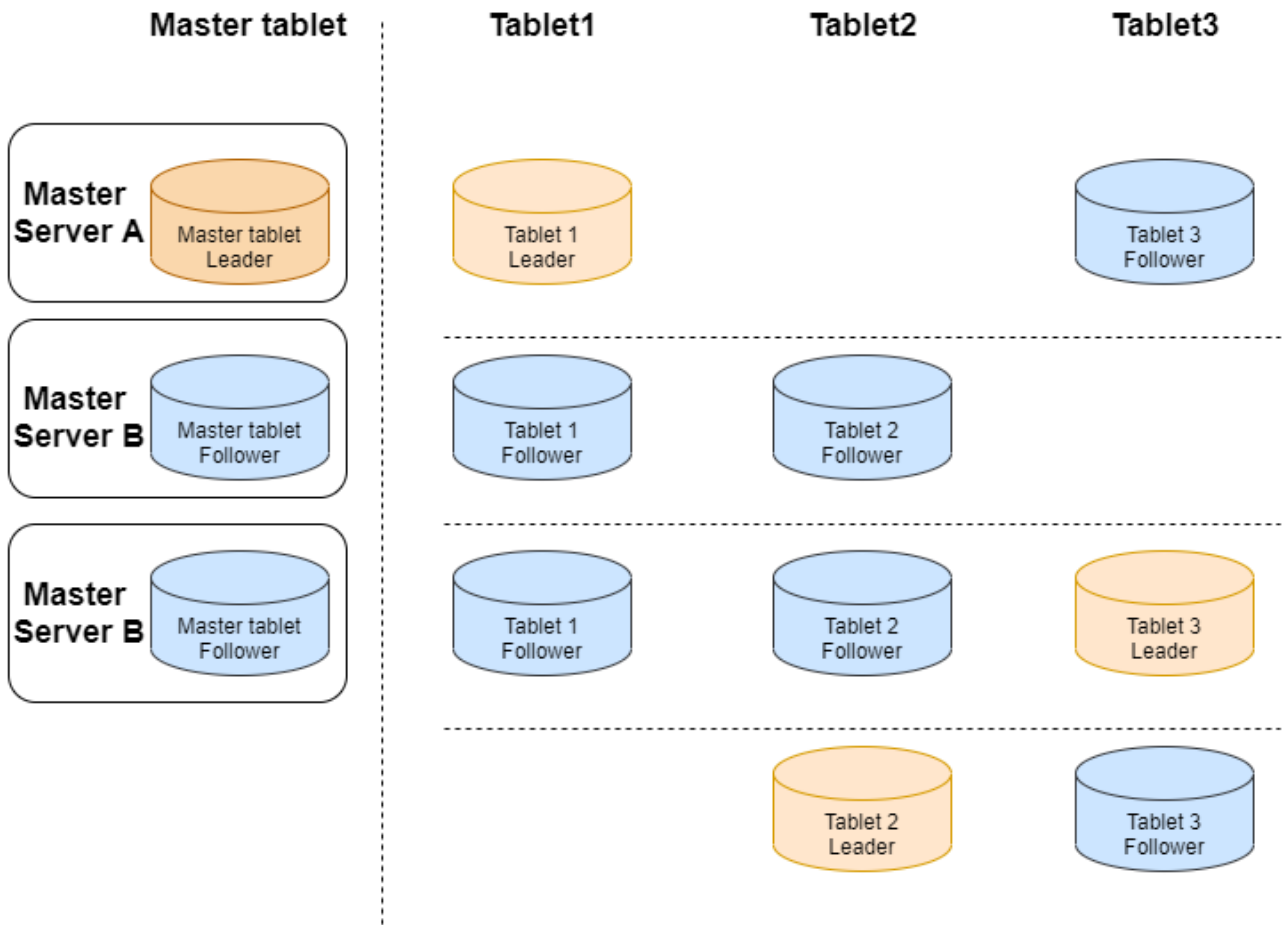 Master tablet
Tablet1
Tablet2
Tablet3
Master
Server A
Master tablet
Leader
Tablet 1
Leader
Tablet 3
Follower
Master
Server B
Master tablet
Follower
Tablet 1
Follower
Tablet 2
Follower
Master
Server B
Master tablet
Follower
Tablet 1
Follower
Tablet 2
Follower
Tablet 3
Leader
Tablet 2
Leader
Tablet 3
Follower